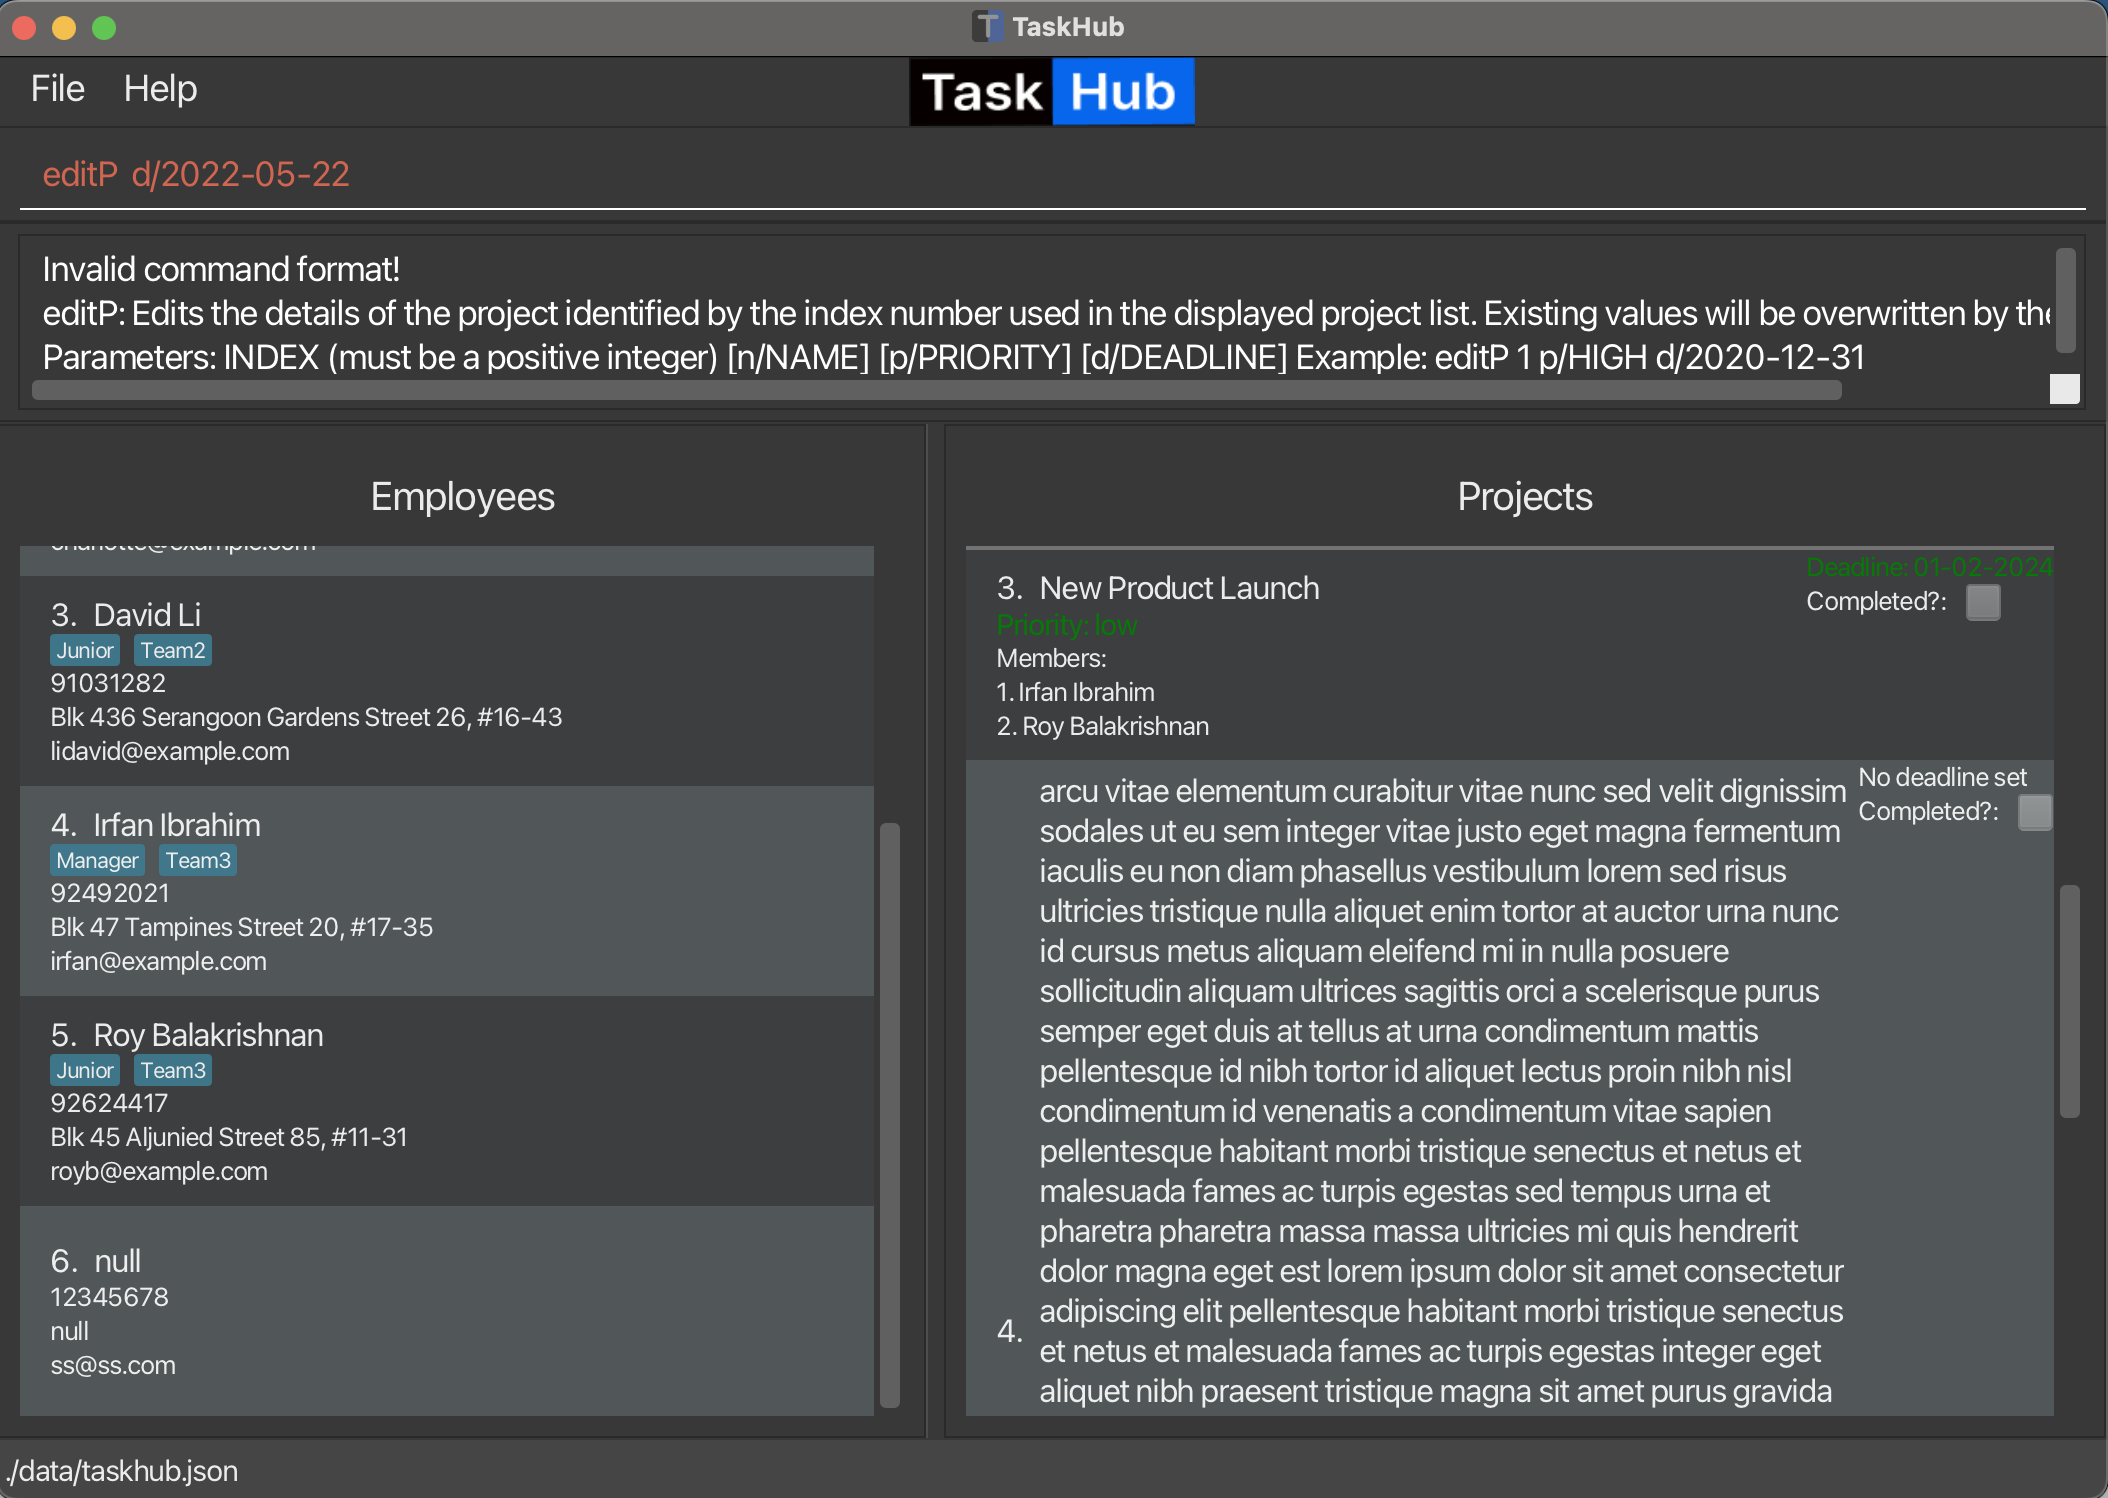 TaskHub
File Help
Task Hub
editP d/2022-05-22
Invalid command format!
editP: Edits the details of the project identified by the index number used in the displayed project list. Existing values will be overwritten by the
Parameters: INDEX (must be a positive integer) [n/NAME] [p/PRIORITY] [d/DEADLINE] Example: editP 1 p/HIGH d/2020-12-31
Employees
3. David Li
Junior Team2
91031282
Blk 436 Serangoon Gardens Street 26, #16-43
lidavid@example.com
4. Irfan Ibrahim
Manager Team3
92492021
Blk 47 Tampines Street 20, #17-35
irfan@example.com
5. Roy Balakrishnan
Junior Team3
92624417
Blk 45 Aljunied Street 85, #11-31
royb@example.com
6. null
12345678
null
ss@ss.com
Projects
3. New Product Launch
Deadline: 01-02-2024
Completed?:
Priority: low
Members:
1. Irfan Ibrahim
2. Roy Balakrishnan
No deadline set
Completed?:
arcu vitae elementum curabitur vitae nunc sed velit dignissim
sodales ut eu sem integer vitae justo eget magna fermentum
iaculis eu non diam phasellus vestibulum lorem sed risus
ultricies tristique nulla aliquet enim tortor at auctor urna nunc
id cursus metus aliquam eleifend mi in nulla posuere
sollicitudin aliquam ultrices sagittis orci a scelerisque purus
semper eget duis at tellus at urna condimentum mattis
pellentesque id nibh tortor id aliquet lectus proin nibh nisl
condimentum id venenatis a condimentum vitae sapien
pellentesque habitant morbi tristique senectus et netus et
malesuada fames ac turpis egestas sed tempus urna et
pharetra pharetra massa massa ultricies mi quis hendrerit
dolor magna eget est lorem ipsum dolor sit amet consectetur
adipiscing elit pellentesque habitant morbi tristique senectus
4.
et netus et malesuada fames ac turpis egestas integer eget
aliquet nibh praesent tristique magna sit amet purus gravida
./data/taskhub.json